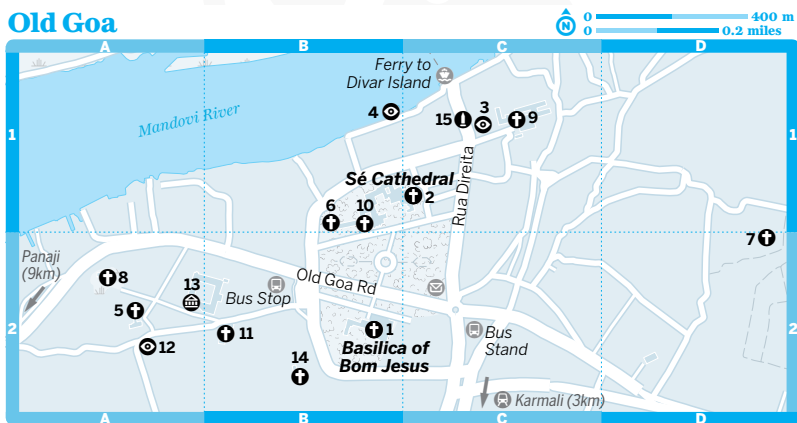 Old Goa
N
0 400 m
0 0.2 miles
A B C D
Ferry to
Divar Island
4
15 3 9
1 1
Mandovi River
Sé Cathedral
2
Rua Direita
6 10
7
Panaji
(9km)
8
13
Old Goa Rd
Bus Stop
5
2 2
11
1
Bus
Stand
12
Basilica of
Bom Jesus
14
Karmali (3km)
A B C D